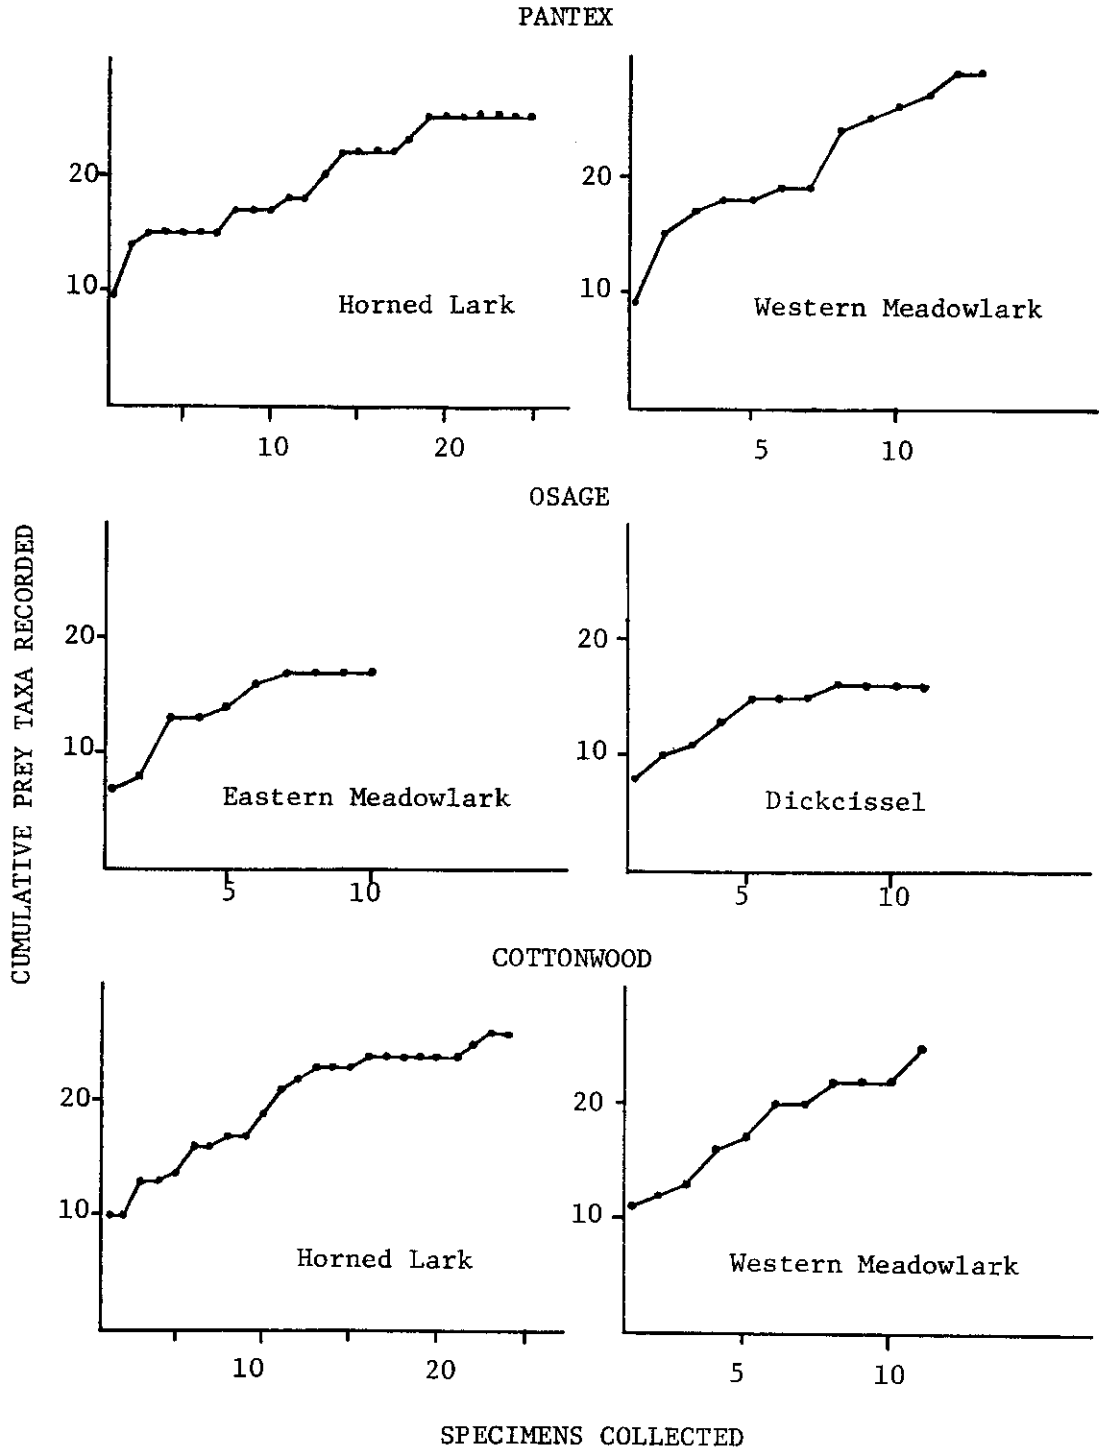 PANTEX
20
10
Horned Lark
10
20
20
10
Western Meadowlark
5
10
OSAGE
CUMULATIVE PREY TAXA RECORDED
20
10
Eastern Meadowlark
5
10
20
10
Dickcissel
5
10
COTTONWOOD
20
10
Horned Lark
10
20
20
10
Western Meadowlark
5
10
SPECIMENS COLLECTED